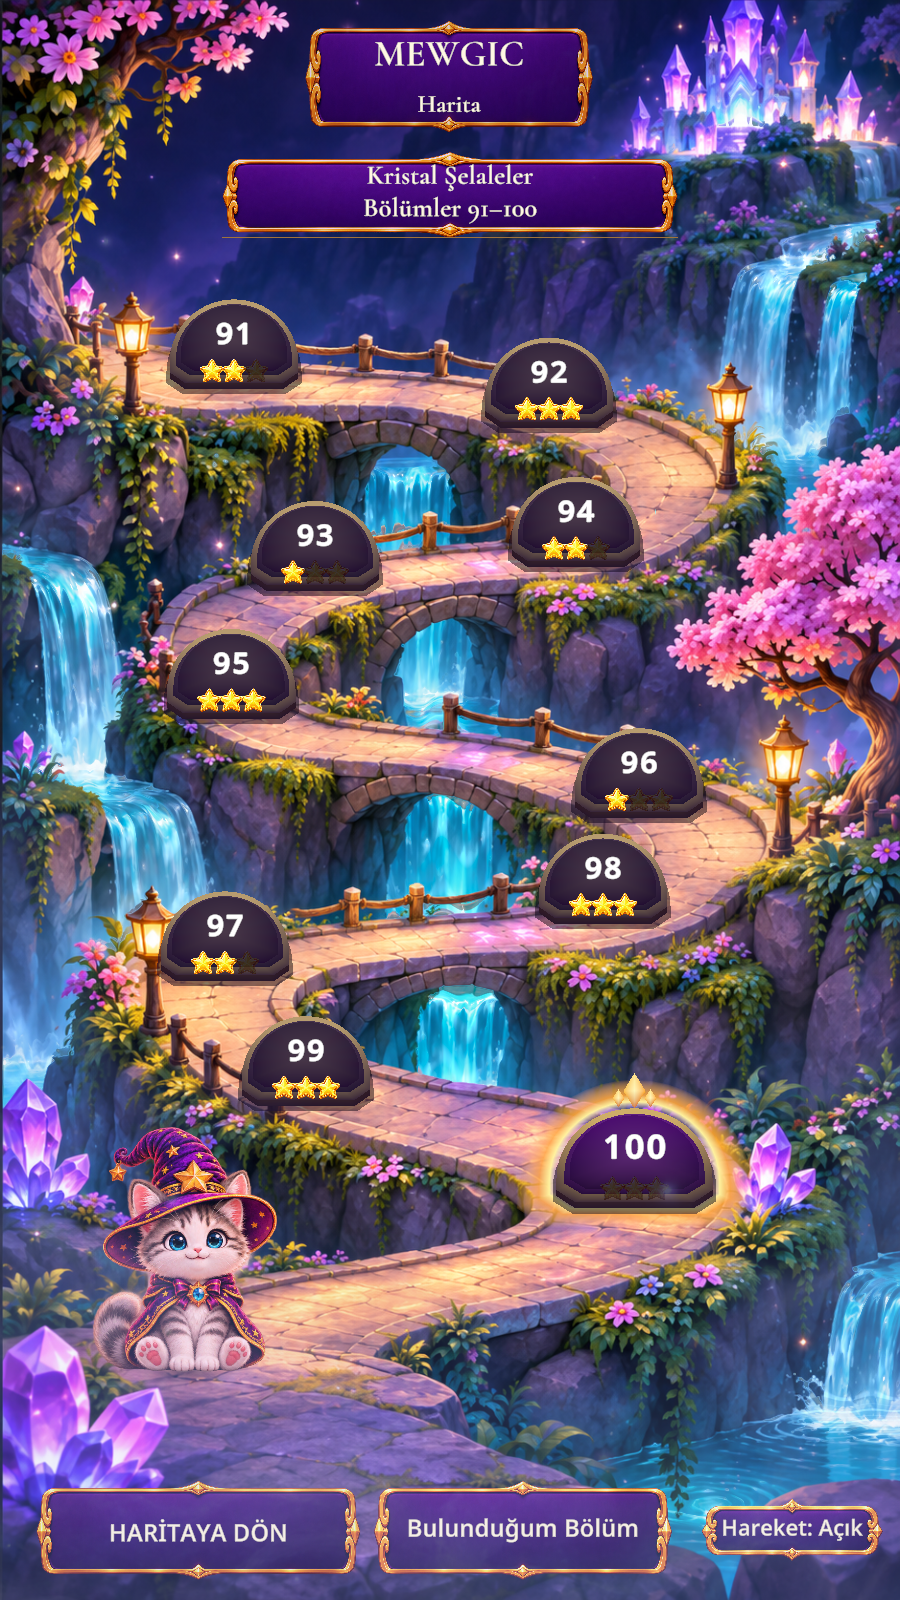 MEWGIC
Harita
Kristal Şelaleler
Bölümler 91–100
91
92
93
94
95
96
97
98
99
100
HARİTAYA DÖN
Bulunduğum Bölüm
Hareket: Açık